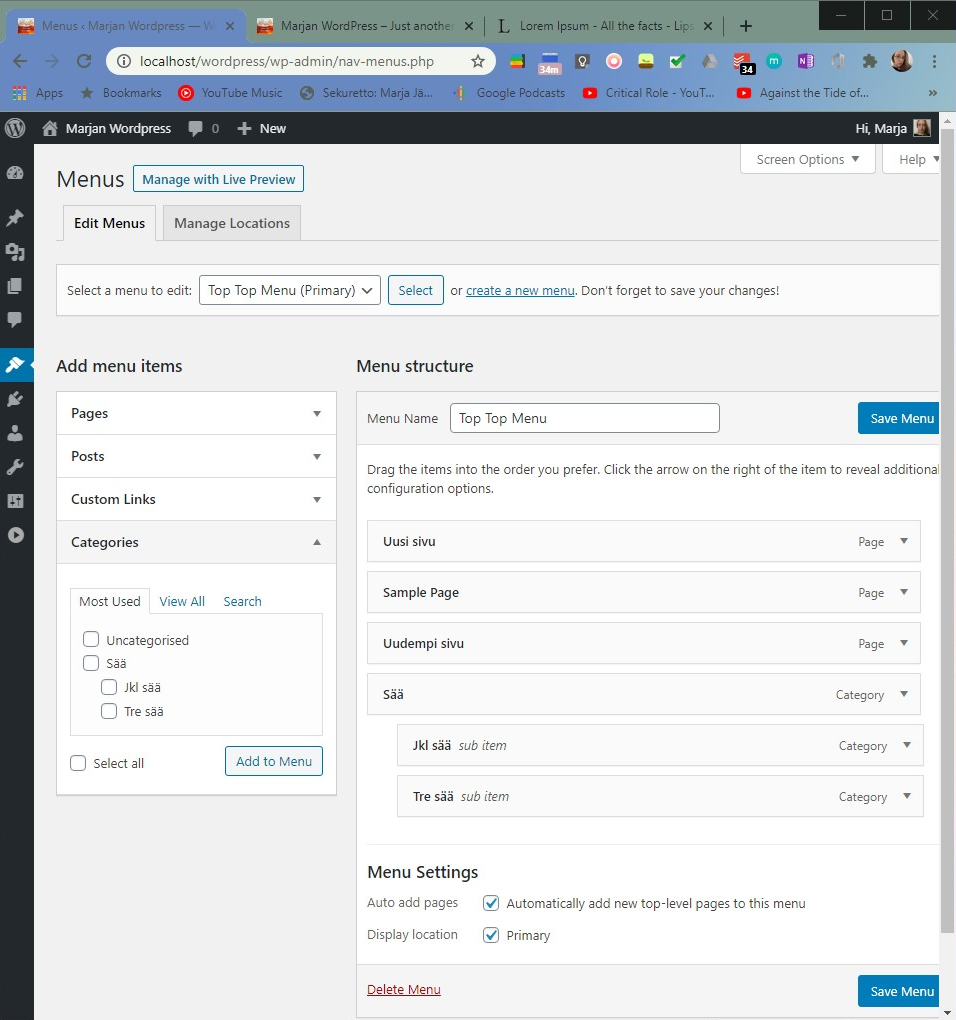 Menus ‹ Marjan Wordpress — W
Marjan WordPress – Just another
Lorem Ipsum - All the facts - Lips
localhost/wordpress/wp-admin/nav-menus.php
34m
34
Apps
Bookmarks
YouTube Music
Sekuretto: Marja Jä...
Google Podcasts
Critical Role - YouT...
Against the Tide of...
»
Marjan Wordpress
0
New
Hi, Marja
Screen Options
Help
Menus
Manage with Live Preview
Edit Menus
Manage Locations
Select a menu to edit: Top Top Menu (Primary) Select or create a new menu. Don't forget to save your changes!
Add menu items
Pages
Posts
Custom Links
Categories
Most Used View All Search
Uncategorised
Sää
Jkl sää
Tre sää
Select all Add to Menu
Menu structure
Menu Name Top Top Menu Save Menu
Drag the items into the order you prefer. Click the arrow on the right of the item to reveal additional
configuration options.
Uusi sivu Page
Sample Page Page
Uudempi sivu Page
Sää Category
Jkl sää sub item Category
Tre sää sub item Category
Menu Settings
Auto add pages Automatically add new top-level pages to this menu
Display location Primary
Delete Menu Save Menu